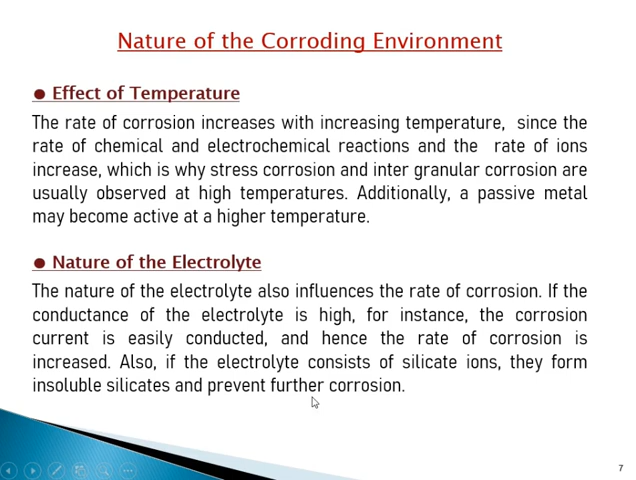 Nature of the Corroding Environment
● Effect of Temperature
The rate of corrosion increases with increasing temperature, since the
rate of chemical and electrochemical reactions and the rate of ions
increase, which is why stress corrosion and inter granular corrosion are
usually observed at high temperatures. Additionally, a passive metal
may become active at a higher temperature.
● Nature of the Electrolyte
The nature of the electrolyte also influences the rate of corrosion. If the
conductance of the electrolyte is high, for instance, the corrosion
current is easily conducted, and hence the rate of corrosion is
increased. Also, if the electrolyte consists of silicate ions, they form
insoluble silicates and prevent further corrosion.
7